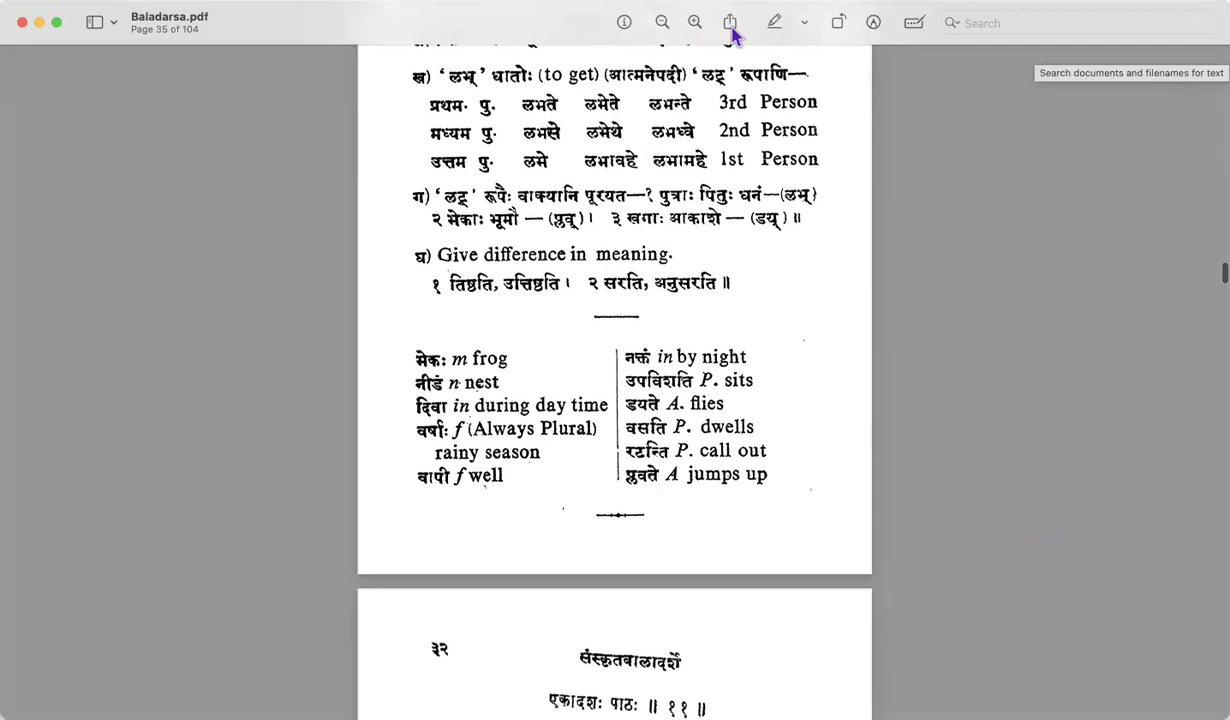 Baladarsa.pdf
Page 35 of 104
Search
Search documents and filenames for text
ख) ‘लभ्’ धातोः (to get) (आत्मनेपदी) ‘लट्’ रूपाणि—
प्रथम. पु. लभते लभेते लभन्ते 3rd Person
मध्यम पु. लभसे लभेथे लभध्वे 2nd Person
उत्तम पु. लभे लभावहे लभामहे 1st Person
ग) ‘लट्’ रूपैः वाक्यानि पूरयत—१ पुत्राः पितुः धनं—(लभ्)
२ भेकाः भूमौ — (प्लव्)। ३ खगाः आकाशे — (डय्)॥
घ) Give difference in meaning.
१ तिष्ठति, उत्तिष्ठति। २ सरति, अनुसरति॥
भेकः m frog
नीडं n nest
दिवा in during day time
वर्षाः f (Always Plural)
rainy season
वापी f well
नक्तं in by night
उपविशति P. sits
डयते A. flies
वसति P. dwells
रटन्ति P. call out
प्लवते A jumps up
३२
संस्कृतबालादर्शे
एकादशः पाठः ॥ ११ ॥